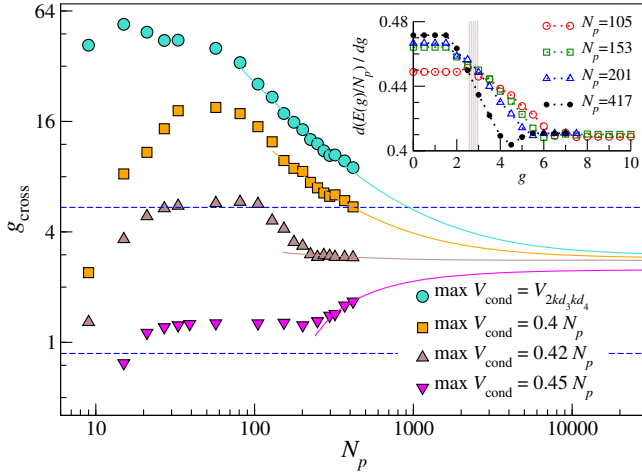 g_cross
16
4
1
10
100
1000
10000
N_p
max V_cond = V_{2kd_3kd_4}
max V_cond = 0.4 N_p
max V_cond = 0.42 N_p
max V_cond = 0.45 N_p
d(E(g)/N_p) / dg
0.48
0.44
0.4
0
2
4
6
8
10
g
N_p=105
N_p=153
N_p=201
N_p=417